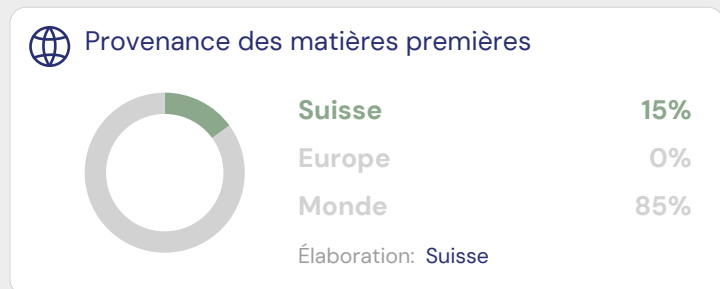 Provenance des matières premières
Suisse 15%
Europe 0%
Monde 85%
Élaboration: Suisse